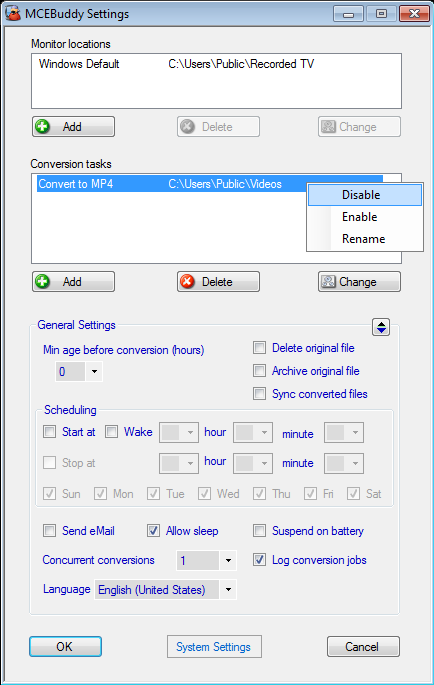 MCEBuddy Settings
Monitor locations
Windows Default C:\Users\Public\Recorded TV
Add Delete Change
Conversion tasks
Convert to MP4 C:\Users\Public\Videos
Disable
Enable
Rename
Add Delete Change
General Settings
Min age before conversion (hours)
0
Delete original file
Archive original file
Sync converted files
Scheduling
Start at Wake hour minute
Stop at hour minute
Sun Mon Tue Wed Thu Fri Sat
Send eMail Allow sleep Suspend on battery
Concurrent conversions 1 Log conversion jobs
Language English (United States)
OK System Settings Cancel